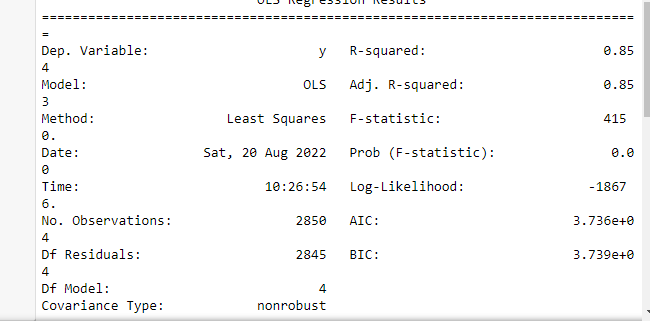 OLS Regression Results
==============================================================================
=
Dep. Variable: y R-squared: 0.85
4
Model: OLS Adj. R-squared: 0.85
3
Method: Least Squares F-statistic: 415
0.
Date: Sat, 20 Aug 2022 Prob (F-statistic): 0.0
0
Time: 10:26:54 Log-Likelihood: -1867
6.
No. Observations: 2850 AIC: 3.736e+0
4
Df Residuals: 2845 BIC: 3.739e+0
4
Df Model: 4
Covariance Type: nonrobust